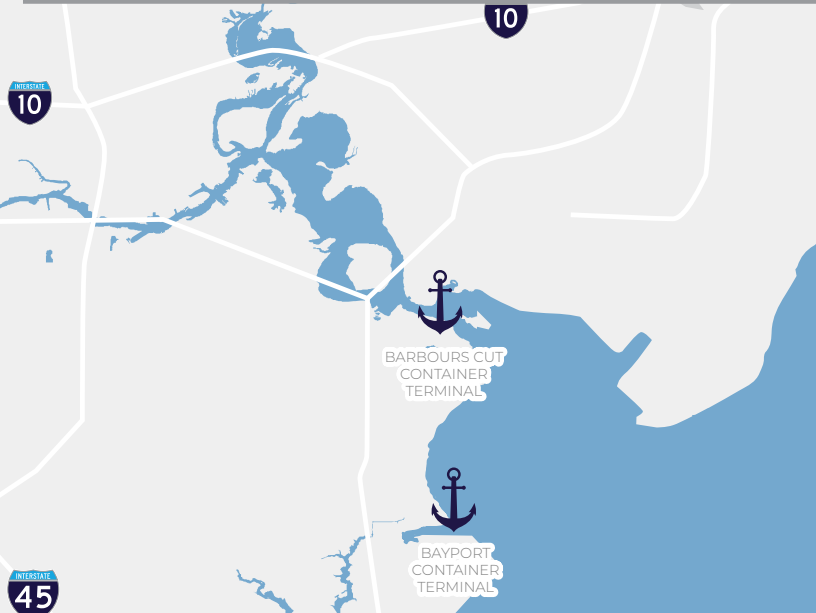 10
INTERSTATE
10
BARBOURS CUT
CONTAINER
TERMINAL
BAYPORT
CONTAINER
TERMINAL
INTERSTATE
45